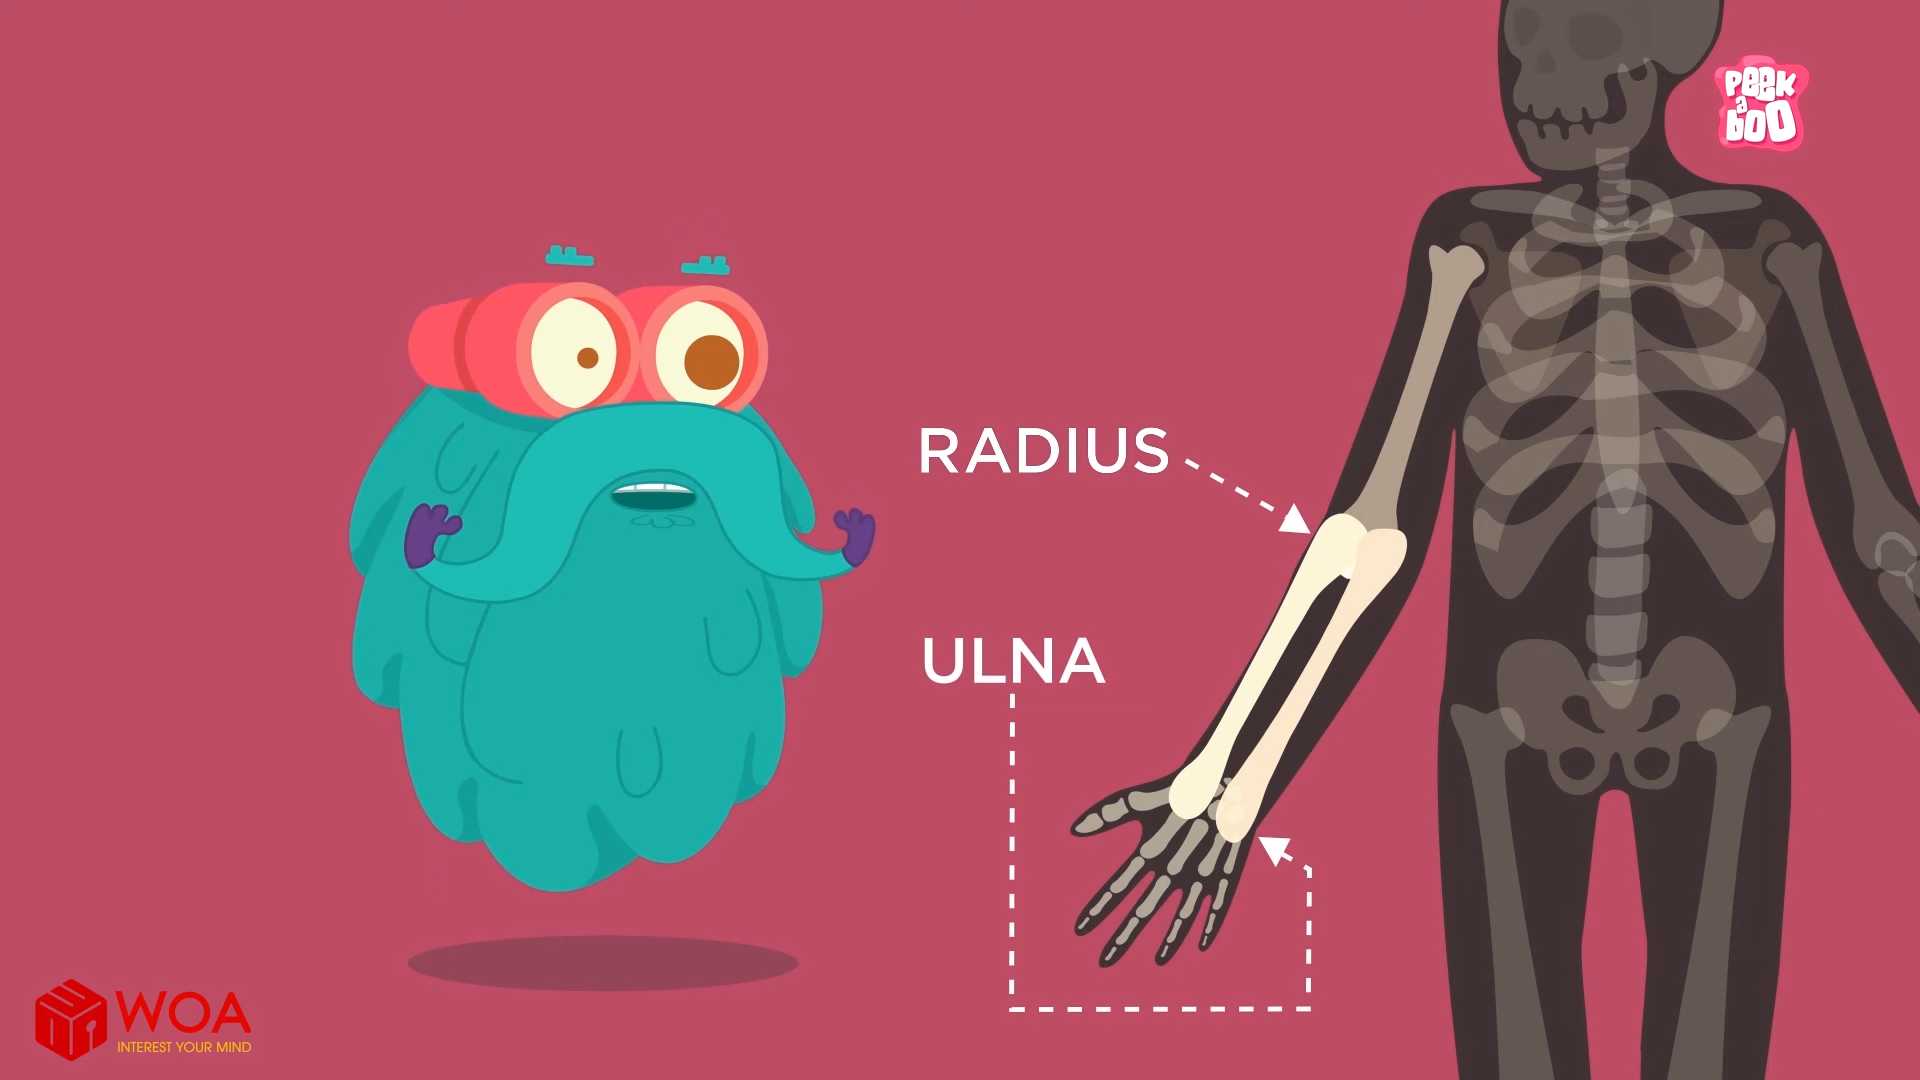 PEEK
a
boO
RADIUS
ULNA
WOA
INTEREST YOUR MIND